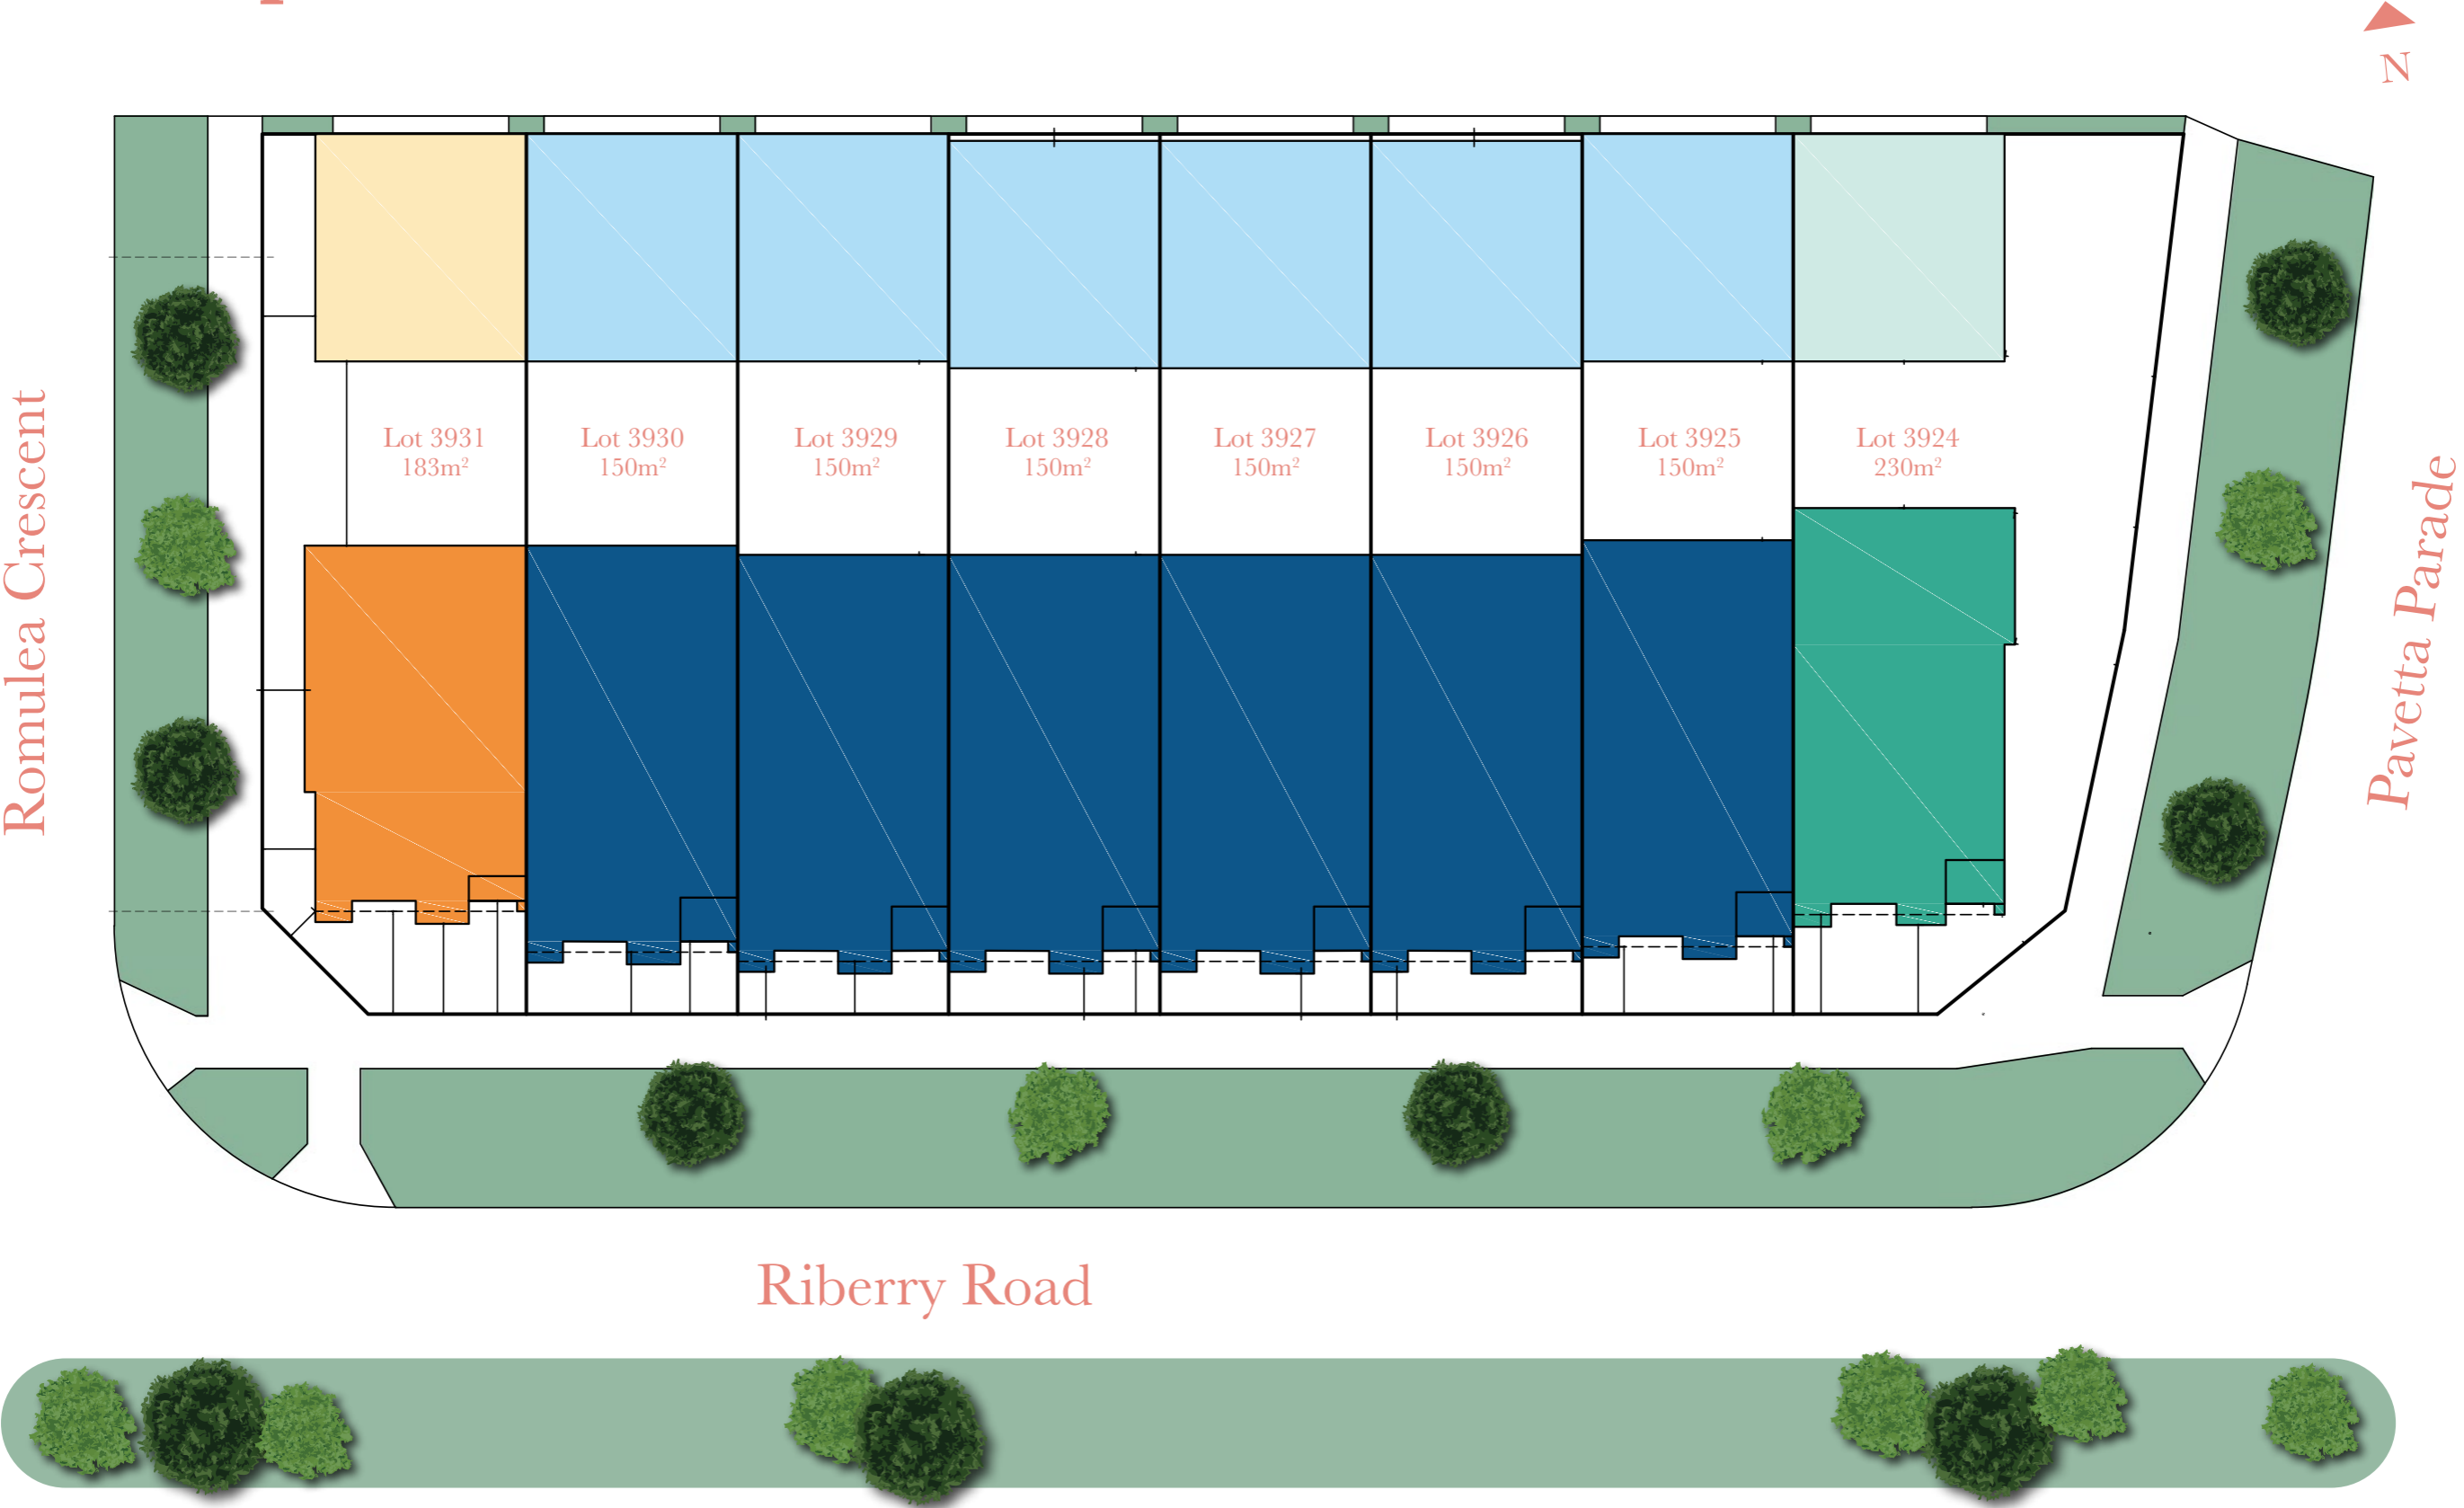 N
Lot 3931
183m²
Lot 3930
150m²
Lot 3929
150m²
Lot 3928
150m²
Lot 3927
150m²
Lot 3926
150m²
Lot 3925
150m²
Lot 3924
230m²
Romulea Crescent
Pavetta Parade
Riberry Road